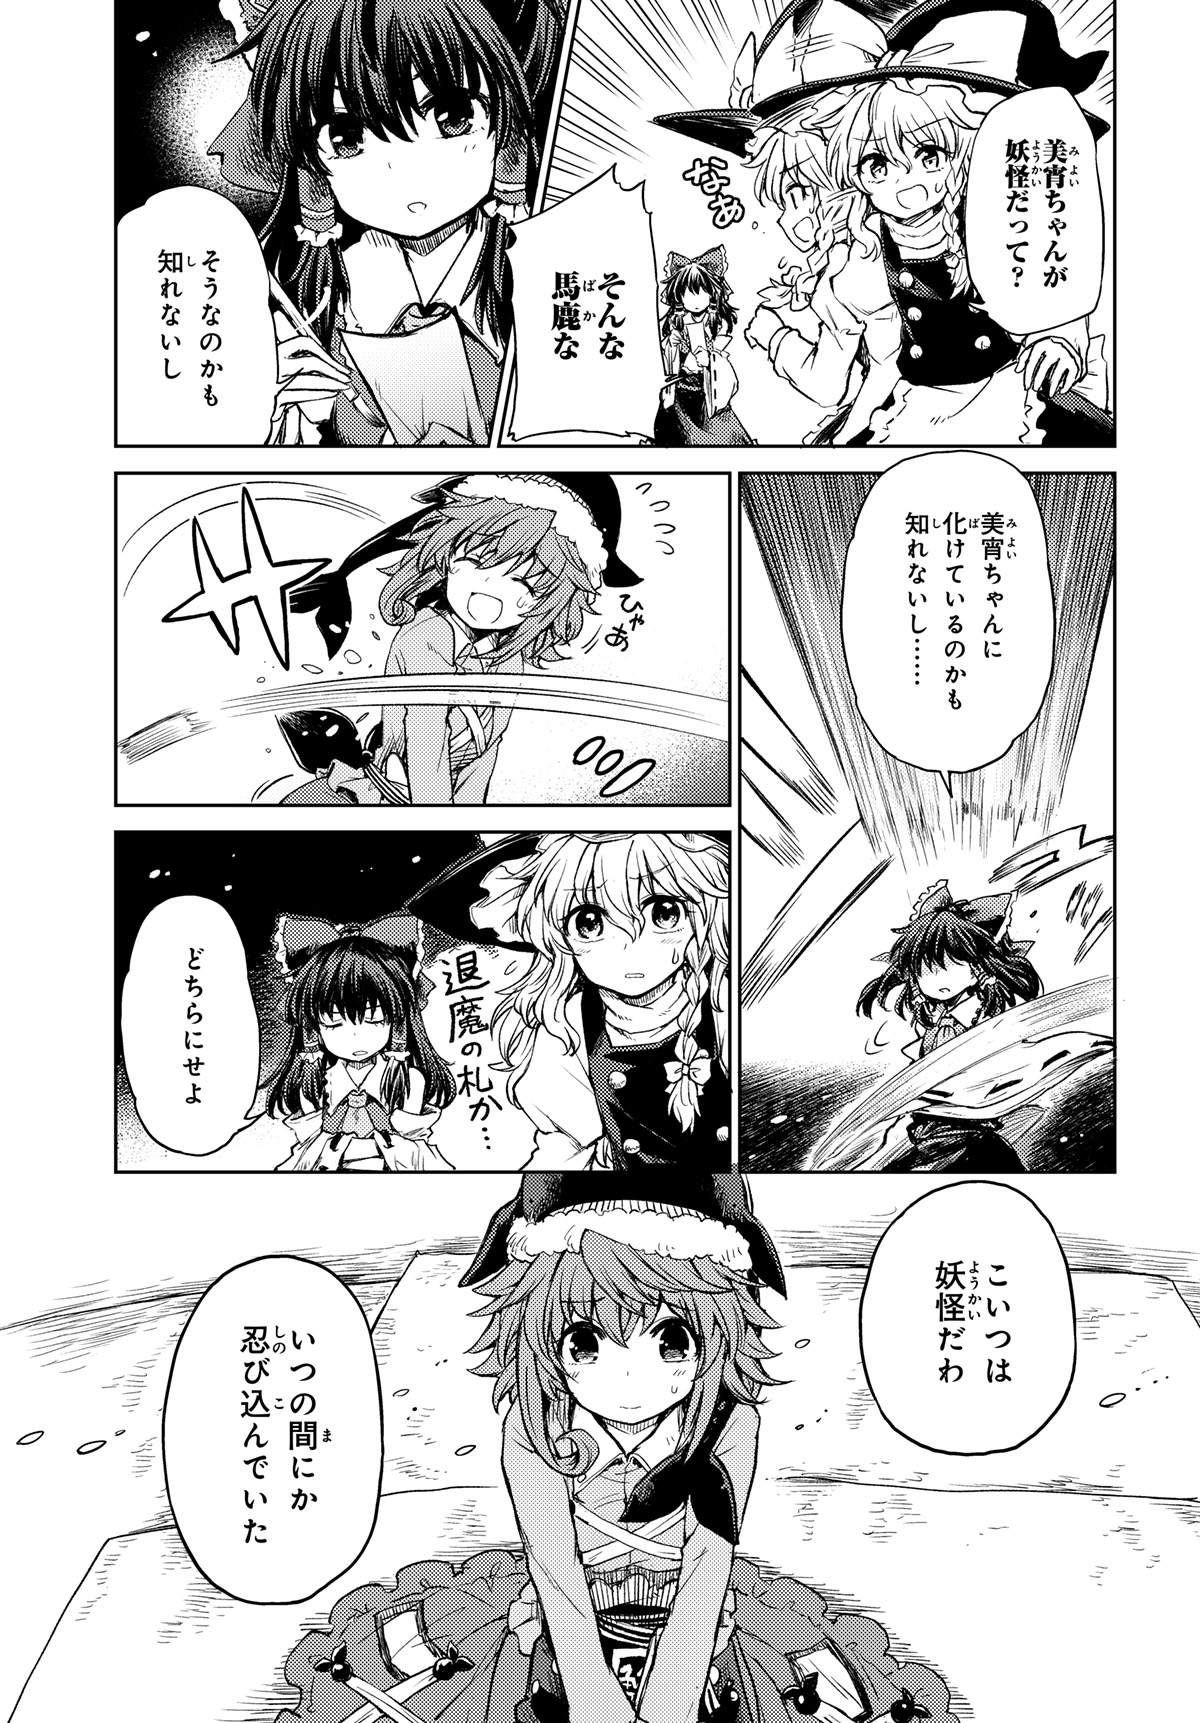 美宵ちゃんが
妖怪だって?
なぁ
そんな
馬鹿な
そうなのかも
知れないし
美宵ちゃんに
化けているのかも
知れないし……
サッ
ひゃあ
退魔の札か…
どちらにせよ
こいつは
妖怪だわ
いつの間にか
忍び込んでいた